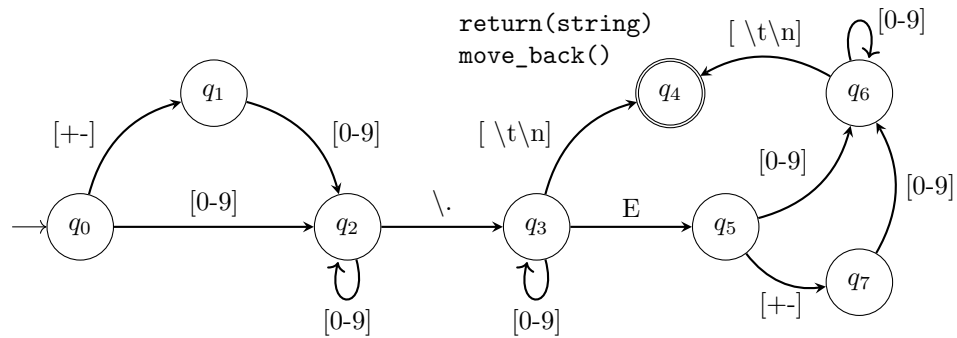 return(string)
move_back()
[0-9]
[ \t\n]
q1
q4
q6
[+-]
[0-9]
[ \t\n]
[0-9]
[0-9]
[0-9]
\.
E
q0
q2
q3
q5
q7
[+-]
[0-9]
[0-9]